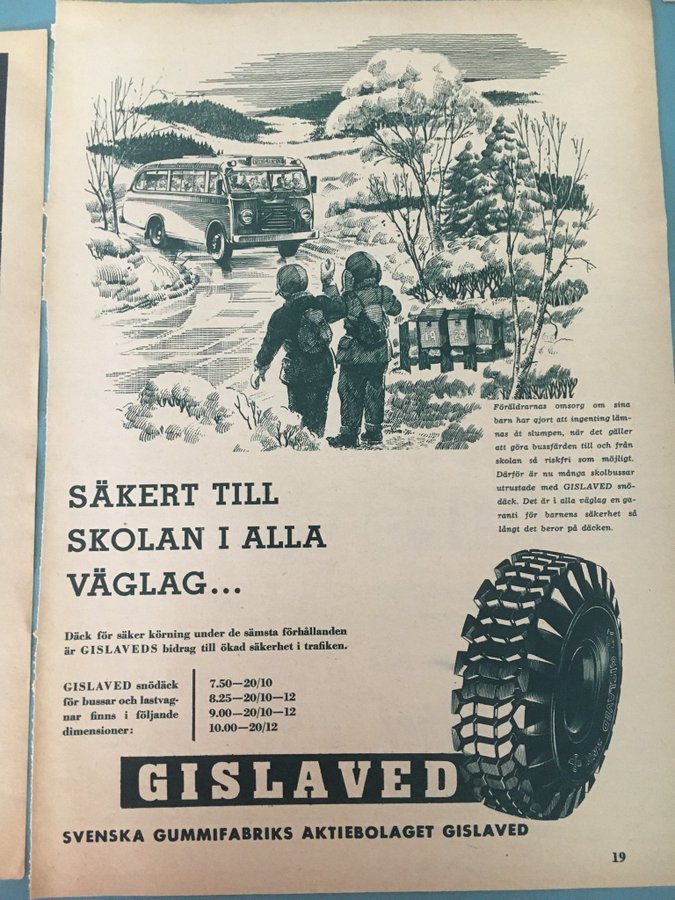 Föräldrarnas omsorg om sina
barn har gjort att ingenting läm-
nas åt slumpen, när det gäller
att göra bussfärden till och från
skolan så riskfri som möjligt.
Därför är nu många skolbussar
utrustade med GISLAVED snö-
däck. Det är i alla väglag en ga-
ranti för barnens säkerhet så
långt det beror på däcken.
SÄKERT TILL
SKOLAN I ALLA
VÄGLAG...
Däck för säker körning under de sämsta förhållanden
är GISLAVEDS bidrag till ökad säkerhet i trafiken.
GISLAVED snödäck
för bussar och lastvag-
nar finns i följande
dimensioner:
7.50—20/10
8.25—20/10—12
9.00—20/10—12
10.00—20/12
GISLAVED
GISLAVED
SVENSKA GUMMIFABRIKS AKTIEBOLAGET GISLAVED
19